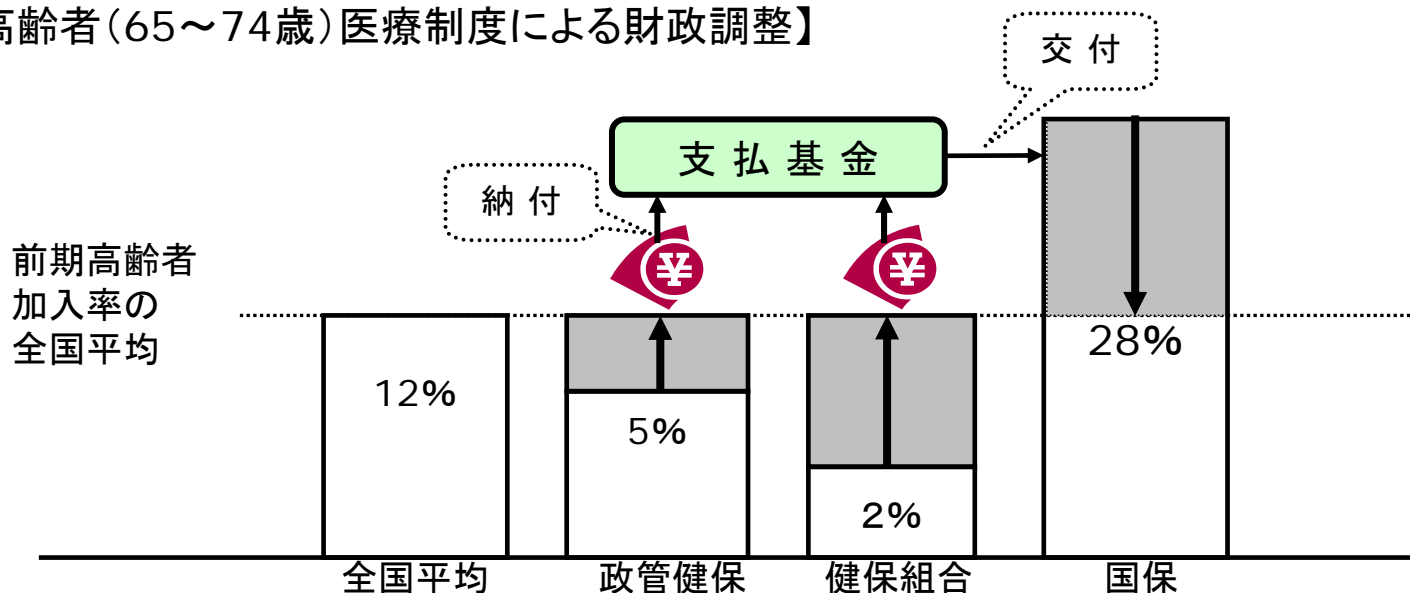 高齢者（65～74歳）医療制度による財政調整】
交 付
支 払 基 金
納 付
前期高齢者
加入率の
全国平均
¥ ¥
12%
5%
2%
28%
全国平均 政管健保 健保組合 国保